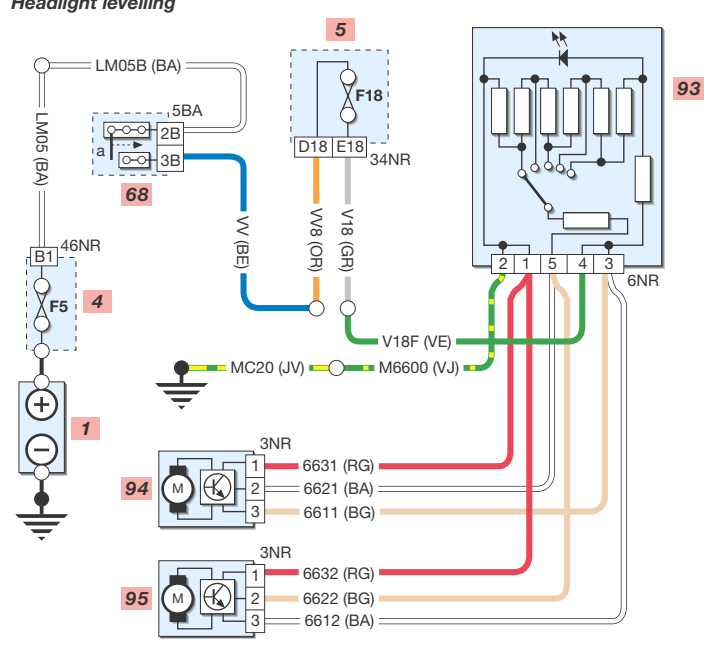 Headlight levelling
5
LM05B (BA)
5BA
F18
93
2B
a
3B
LM05 (BA)
D18 E18
34NR
68
VV (BE)
VV8 (OR)
V18 (GR)
46NR
B1
2 1 5 4 3
6NR
F5
4
V18F (VE)
MC20 (JV)
M6600 (VJ)
+
1
−
3NR
94
M
1 6631 (RG)
2 6621 (BA)
3 6611 (BG)
3NR
95
M
1 6632 (RG)
2 6622 (BG)
3 6612 (BA)